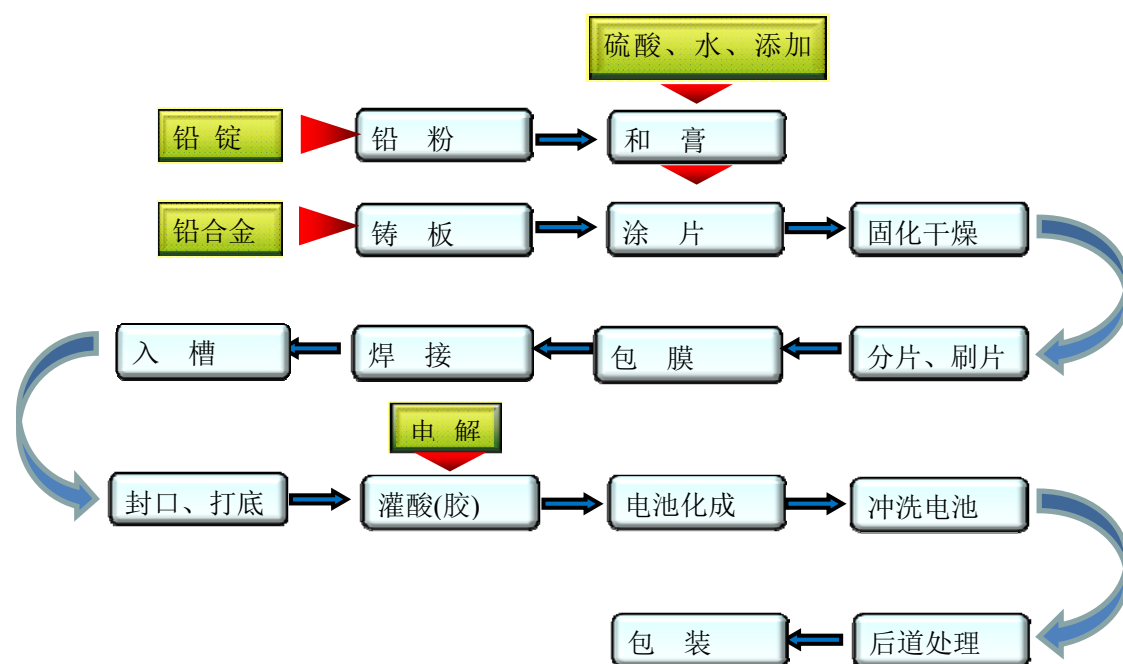 硫酸、水、添加
铅 锭
铅 粉
和 膏
铅合金
铸 板
涂 片
固化干燥
入 槽
焊 接
包 膜
分片、刷片
电 解
封口、打底
灌酸(胶)
电池化成
冲洗电池
包 装
后道处理